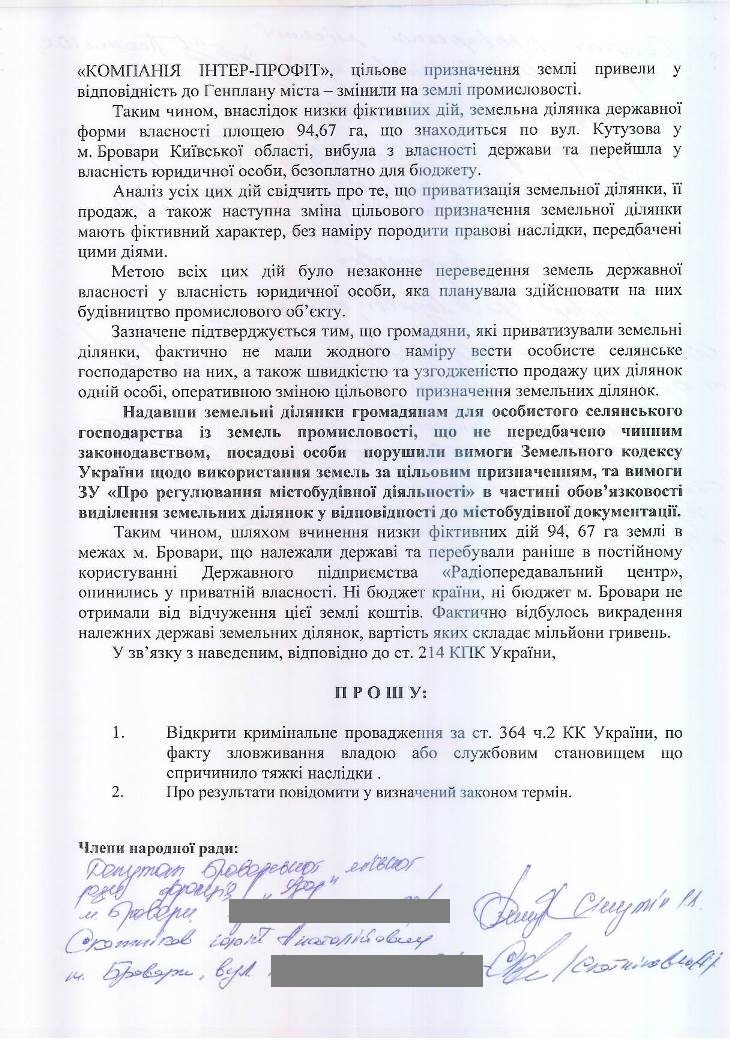 «КОМПАНІЯ ІНТЕР-ПРОФІТ», цільове призначення землі привели у
відповідність до Генплану міста – змінили на землі промисловості.
Таким чином, внаслідок низки фіктивних дій, земельна ділянка державної
форми власності площею 94,67 га, що знаходиться по вул. Кутузова у
м. Бровари Київської області, вибула з власності держави та перейшла у
власність юридичної особи, безоплатно для бюджету.
Аналіз усіх цих дій свідчить про те, що приватизація земельної ділянки, її
продаж, а також наступна зміна цільового призначення земельної ділянки
мають фіктивний характер, без наміру породити правові наслідки, передбачені
цими діями.
Метою всіх цих дій було незаконне переведення земель державної
власності у власність юридичної особи, яка планувала здійснювати на них
будівництво промислового об’єкту.
Зазначене підтверджується тим, що громадяни, які приватизували земельні
ділянки, фактично не мали жодного наміру вести особисте селянське
господарство на них, а також швидкістю та узгодженістю продажу цих ділянок
одній особі, оперативною зміною цільового призначення земельних ділянок.
Надавши земельні ділянки громадянам для особистого селянського
господарства із земель промисловості, що не передбачено чинним
законодавством, посадові особи порушили вимоги Земельного кодексу
України щодо використання земель за цільовим призначенням, та вимоги
ЗУ «Про регулювання містобудівної діяльності» в частині обов’язковості
виділення земельних ділянок у відповідності до містобудівної документації.
Таким чином, шляхом вчинення низки фіктивних дій 94, 67 га землі в
межах м. Бровари, що належали державі та перебували раніше в постійному
користуванні Державного підприємства «Радіопередавальний центр»,
опинились у приватній власності. Ні бюджет країни, ні бюджет м. Бровари не
отримали від відчуження цієї землі коштів. Фактично відбулось викрадення
належних державі земельних ділянок, вартість яких складає мільйони гривень.
У зв’язку з наведеним, відповідно до ст. 214 КПК України,
П Р О Ш У:
1. Відкрити кримінальне провадження за ст. 364 ч.2 КК України, по
факту зловживання владою або службовим становищем що
спричинило тяжкі наслідки .
2. Про результати повідомити у визначений законом термін.
Члени народної ради:
Депутат Броварської міської
ради фракція „Удар"
м. Бровари
Анатолійович
м. Бровари, вул.